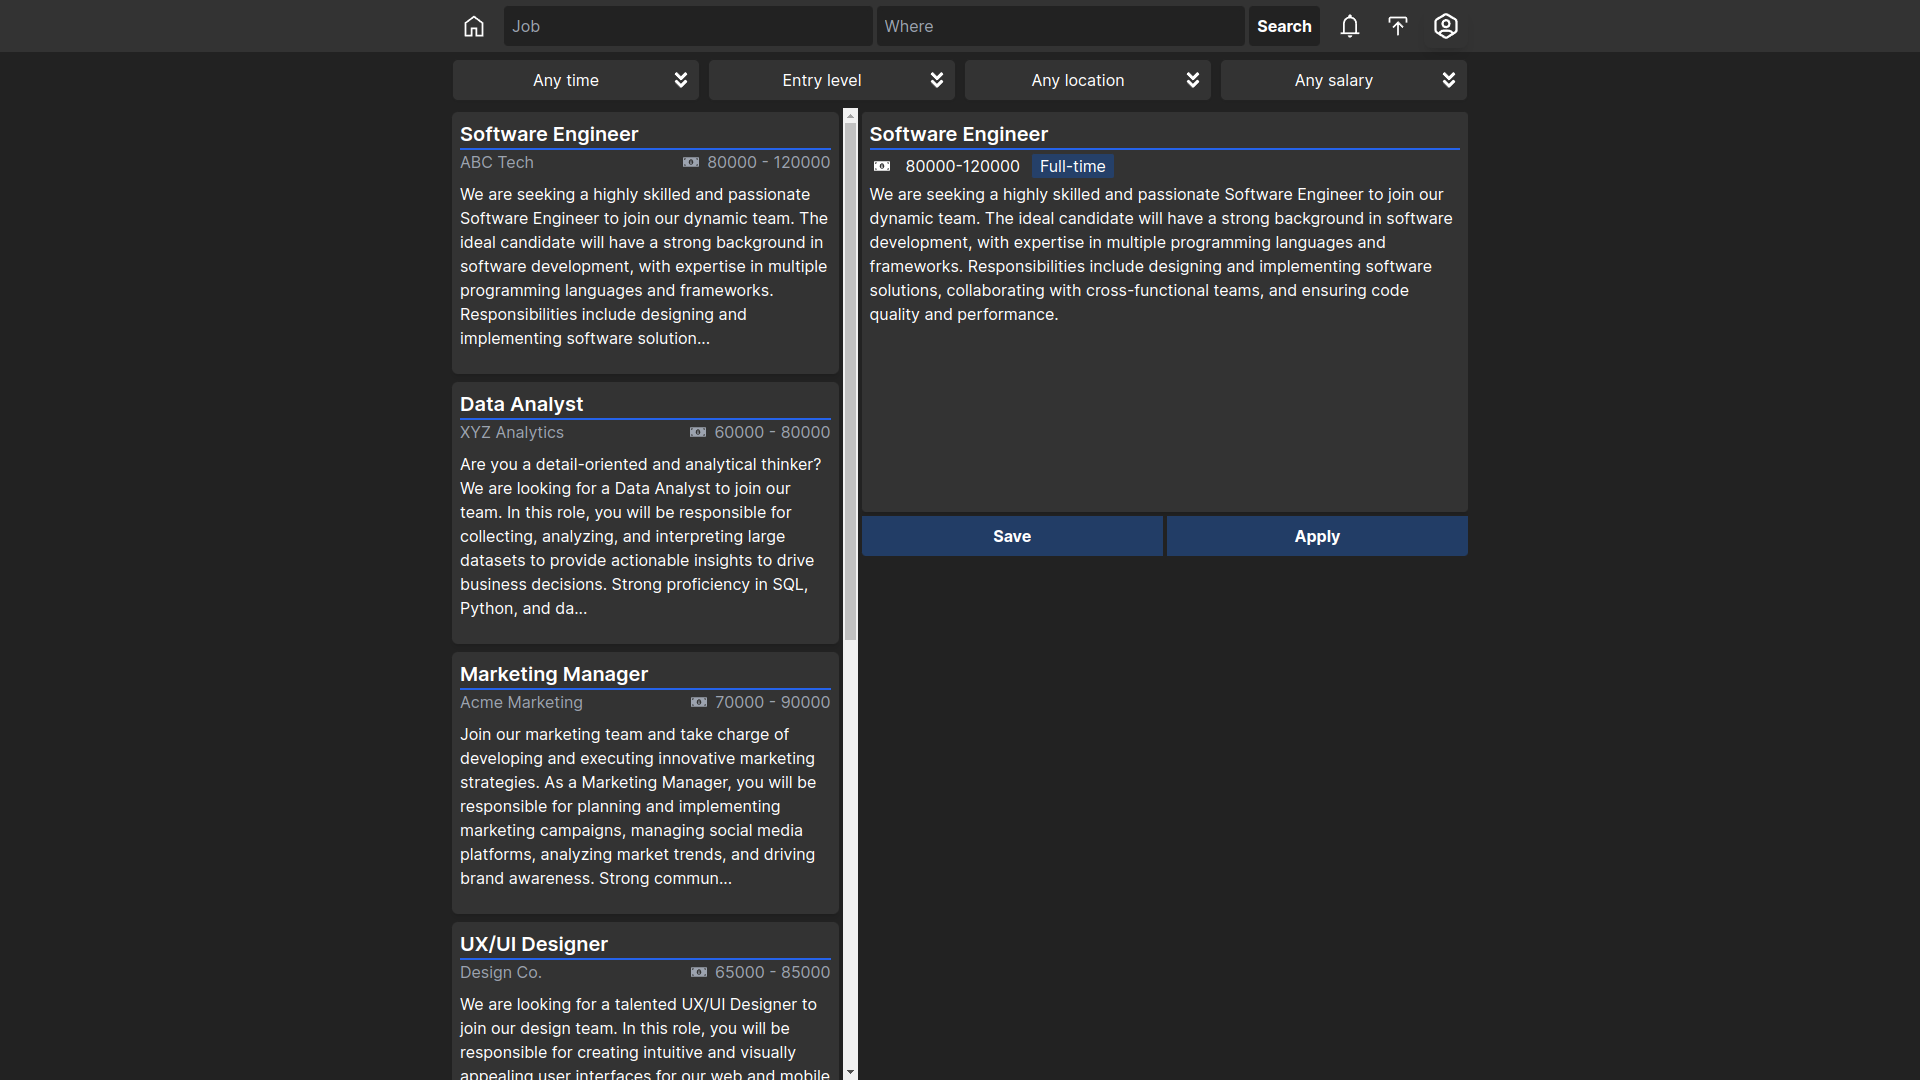 Job
Where
Search
Any time
Entry level
Any location
Any salary
Software Engineer
ABC Tech
80000 - 120000
We are seeking a highly skilled and passionate
Software Engineer to join our dynamic team. The
ideal candidate will have a strong background in
software development, with expertise in multiple
programming languages and frameworks.
Responsibilities include designing and
implementing software solution...
Data Analyst
XYZ Analytics
60000 - 80000
Are you a detail-oriented and analytical thinker?
We are looking for a Data Analyst to join our
team. In this role, you will be responsible for
collecting, analyzing, and interpreting large
datasets to provide actionable insights to drive
business decisions. Strong proficiency in SQL,
Python, and da...
Marketing Manager
Acme Marketing
70000 - 90000
Join our marketing team and take charge of
developing and executing innovative marketing
strategies. As a Marketing Manager, you will be
responsible for planning and implementing
marketing campaigns, managing social media
platforms, analyzing market trends, and driving
brand awareness. Strong commun...
UX/UI Designer
Design Co.
65000 - 85000
We are looking for a talented UX/UI Designer to
join our design team. In this role, you will be
responsible for creating intuitive and visually
appealing user interfaces for our web and mobile
Software Engineer
80000-120000
Full-time
We are seeking a highly skilled and passionate Software Engineer to join our
dynamic team. The ideal candidate will have a strong background in software
development, with expertise in multiple programming languages and
frameworks. Responsibilities include designing and implementing software
solutions, collaborating with cross-functional teams, and ensuring code
quality and performance.
Save
Apply